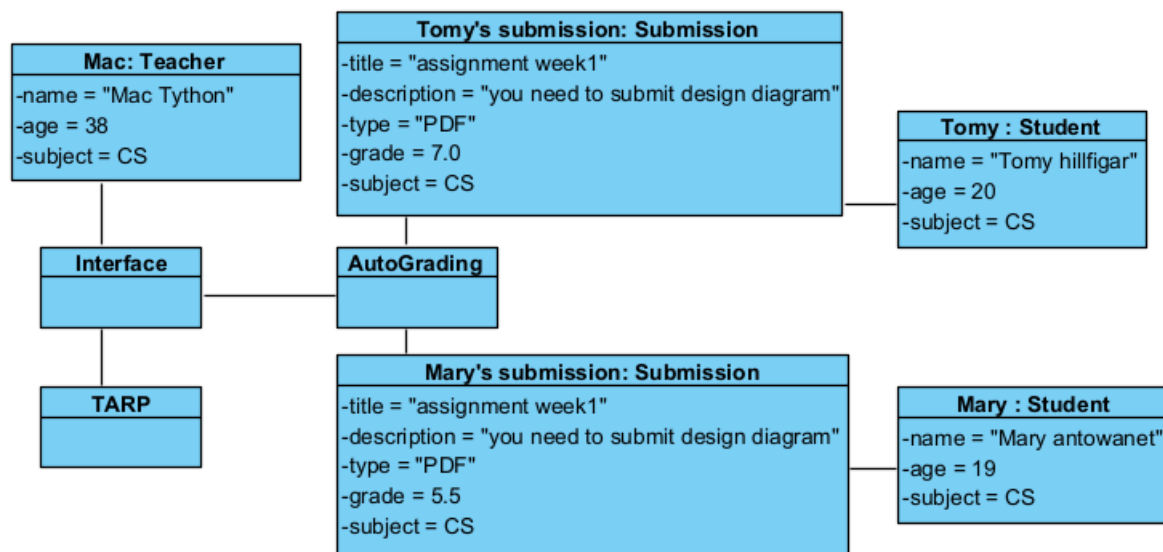 Mac: Teacher
-name = "Mac Tython"
-age = 38
-subject = CS
Tomy's submission: Submission
-title = "assignment week1"
-description = "you need to submit design diagram"
-type = "PDF"
-grade = 7.0
-subject = CS
Tomy : Student
-name = "Tomy hillfigar"
-age = 20
-subject = CS
Interface
AutoGrading
TARP
Mary's submission: Submission
-title = "assignment week1"
-description = "you need to submit design diagram"
-type = "PDF"
-grade = 5.5
-subject = CS
Mary : Student
-name = "Mary antowanet"
-age = 19
-subject = CS